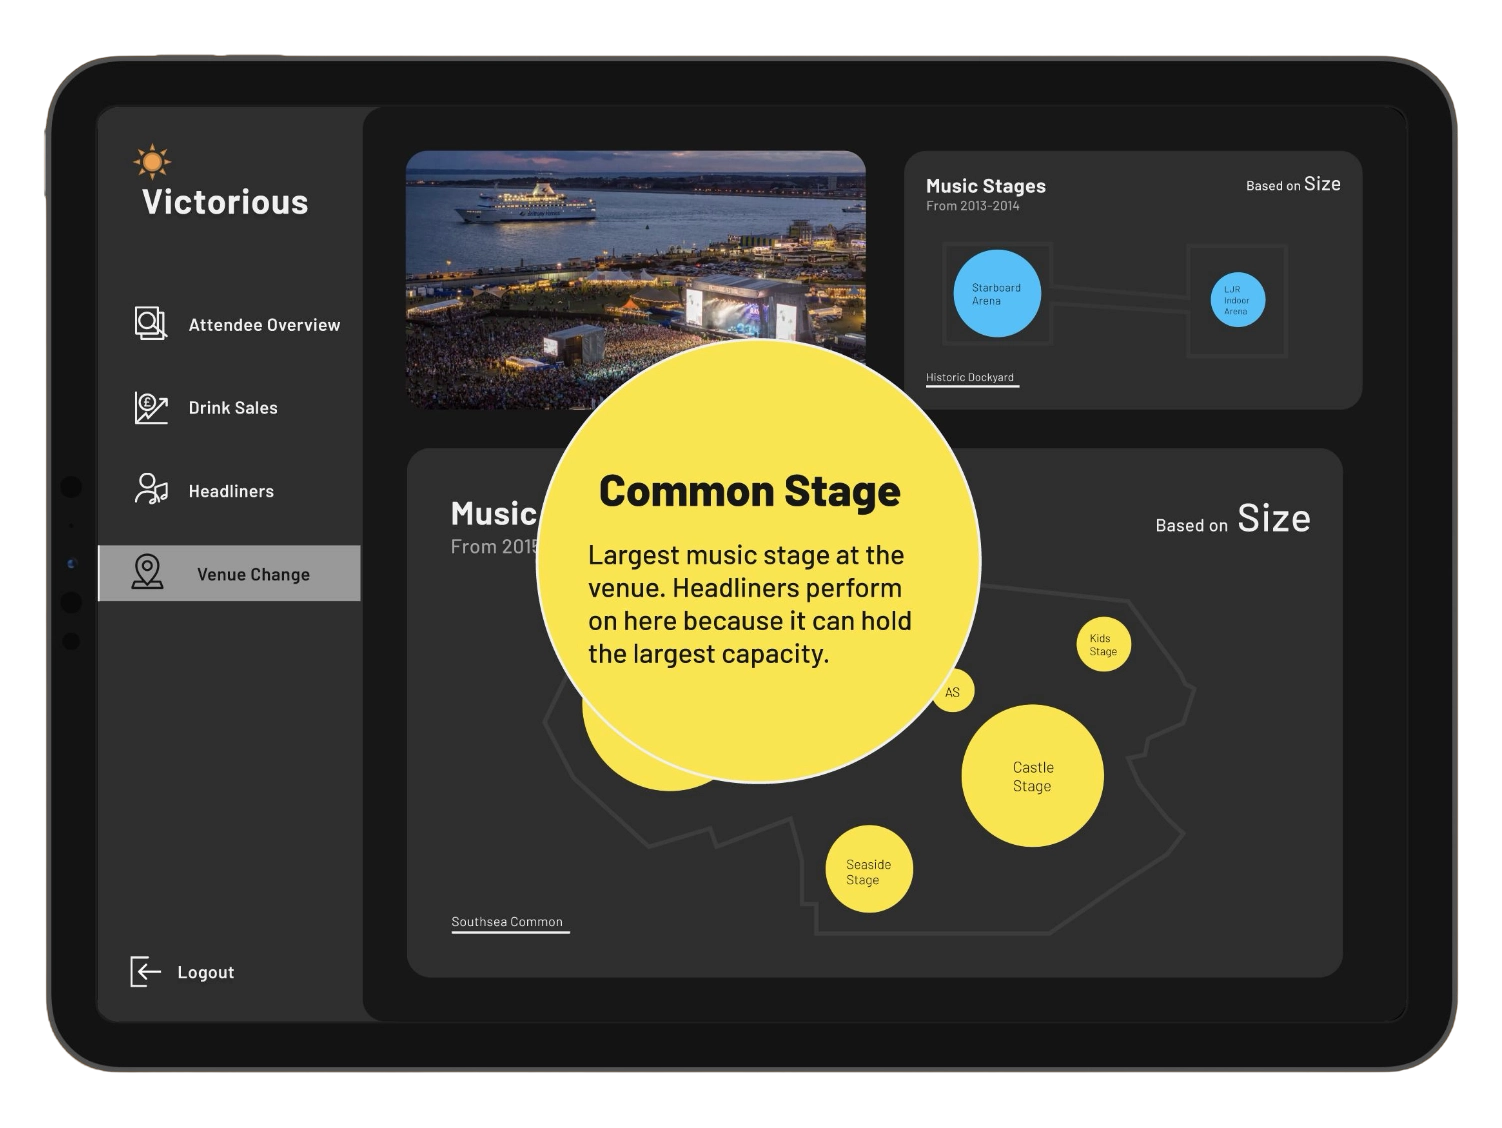 Victorious
Attendee Overview
Drink Sales
Headliners
Venue Change
Logout
Music Stages
From 2013-2014
Based on Size
Starboard
Arena
LJR
Indoor
Arena
Historic Dockyard
Music
From 2015
Based on Size
Common Stage
Largest music stage at the
venue. Headliners perform
on here because it can hold
the largest capacity.
Kids
Stage
AS
Castle
Stage
Seaside
Stage
Southsea Common